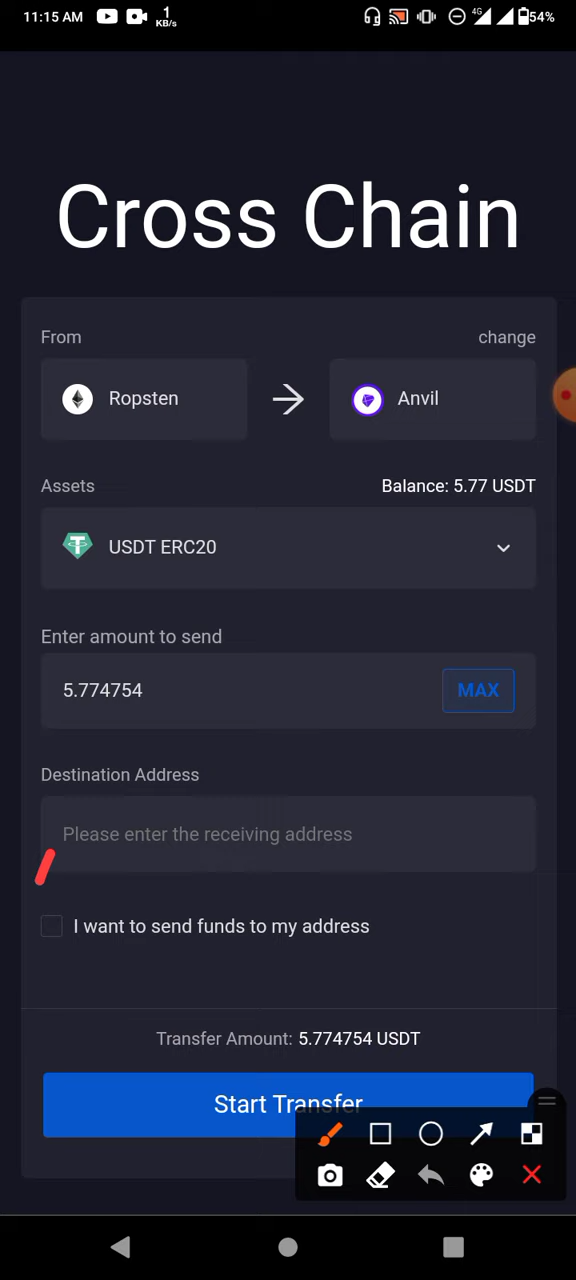 11:15 AM 1 KB/s 4G 54%
Cross Chain
From change
Ropsten Anvil
Assets Balance: 5.77 USDT
USDT ERC20
Enter amount to send
5.774754 MAX
Destination Address
Please enter the receiving address
I want to send funds to my address
Transfer Amount: 5.774754 USDT
Start Transfer